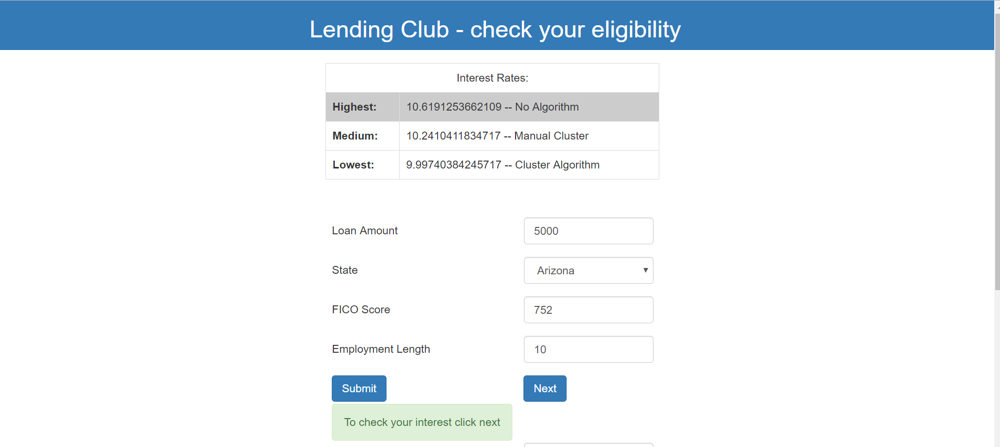 Lending Club - check your eligibility
Interest Rates:
Highest: 10.6191253662109 -- No Algorithm
Medium: 10.2410411834717 -- Manual Cluster
Lowest: 9.99740384245717 -- Cluster Algorithm
Loan Amount 5000
State Arizona
FICO Score 752
Employment Length 10
Submit Next
To check your interest click next